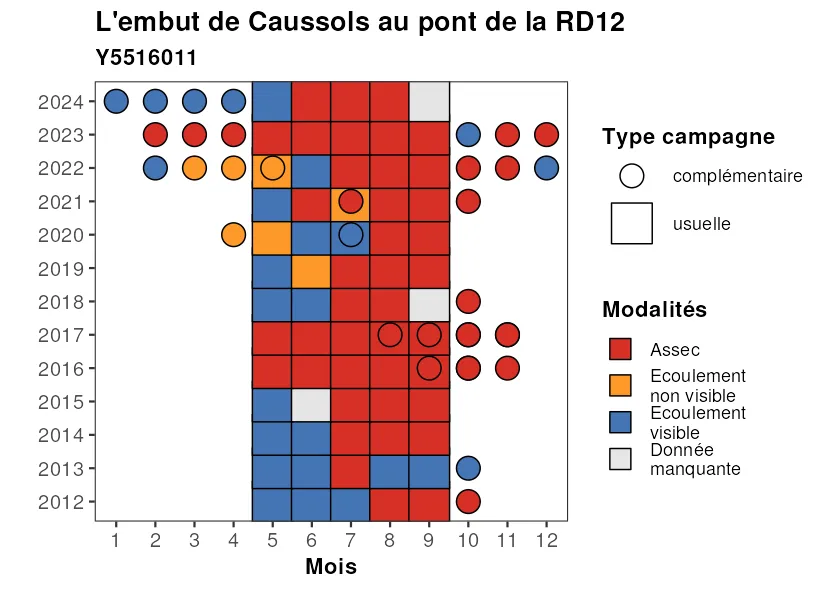 L'embut de Caussols au pont de la RD12
Y5516011
2024
2023
2022
2021
2020
2019
2018
2017
2016
2015
2014
2013
2012
1 2 3 4 5 6 7 8 9 10 11 12
Mois
Type campagne
complémentaire
usuelle
Modalités
Assec
Ecoulement
non visible
Ecoulement
visible
Donnée
manquante